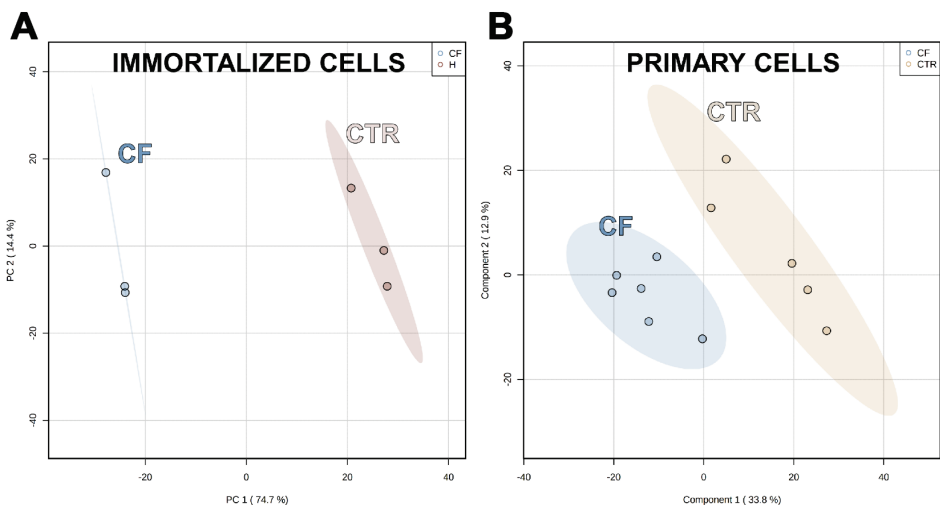 A
IMMORTALIZED CELLS
CF
H
CF
CTR
40
20
0
-20
-40
PC 2 ( 14.4 %)
-20
0
20
40
PC 1 ( 74.7 %)
B
PRIMARY CELLS
CF
CTR
CTR
CF
40
20
0
-20
Component 2 ( 12.9 %)
-40
-20
0
20
40
Component 1 ( 33.8 %)